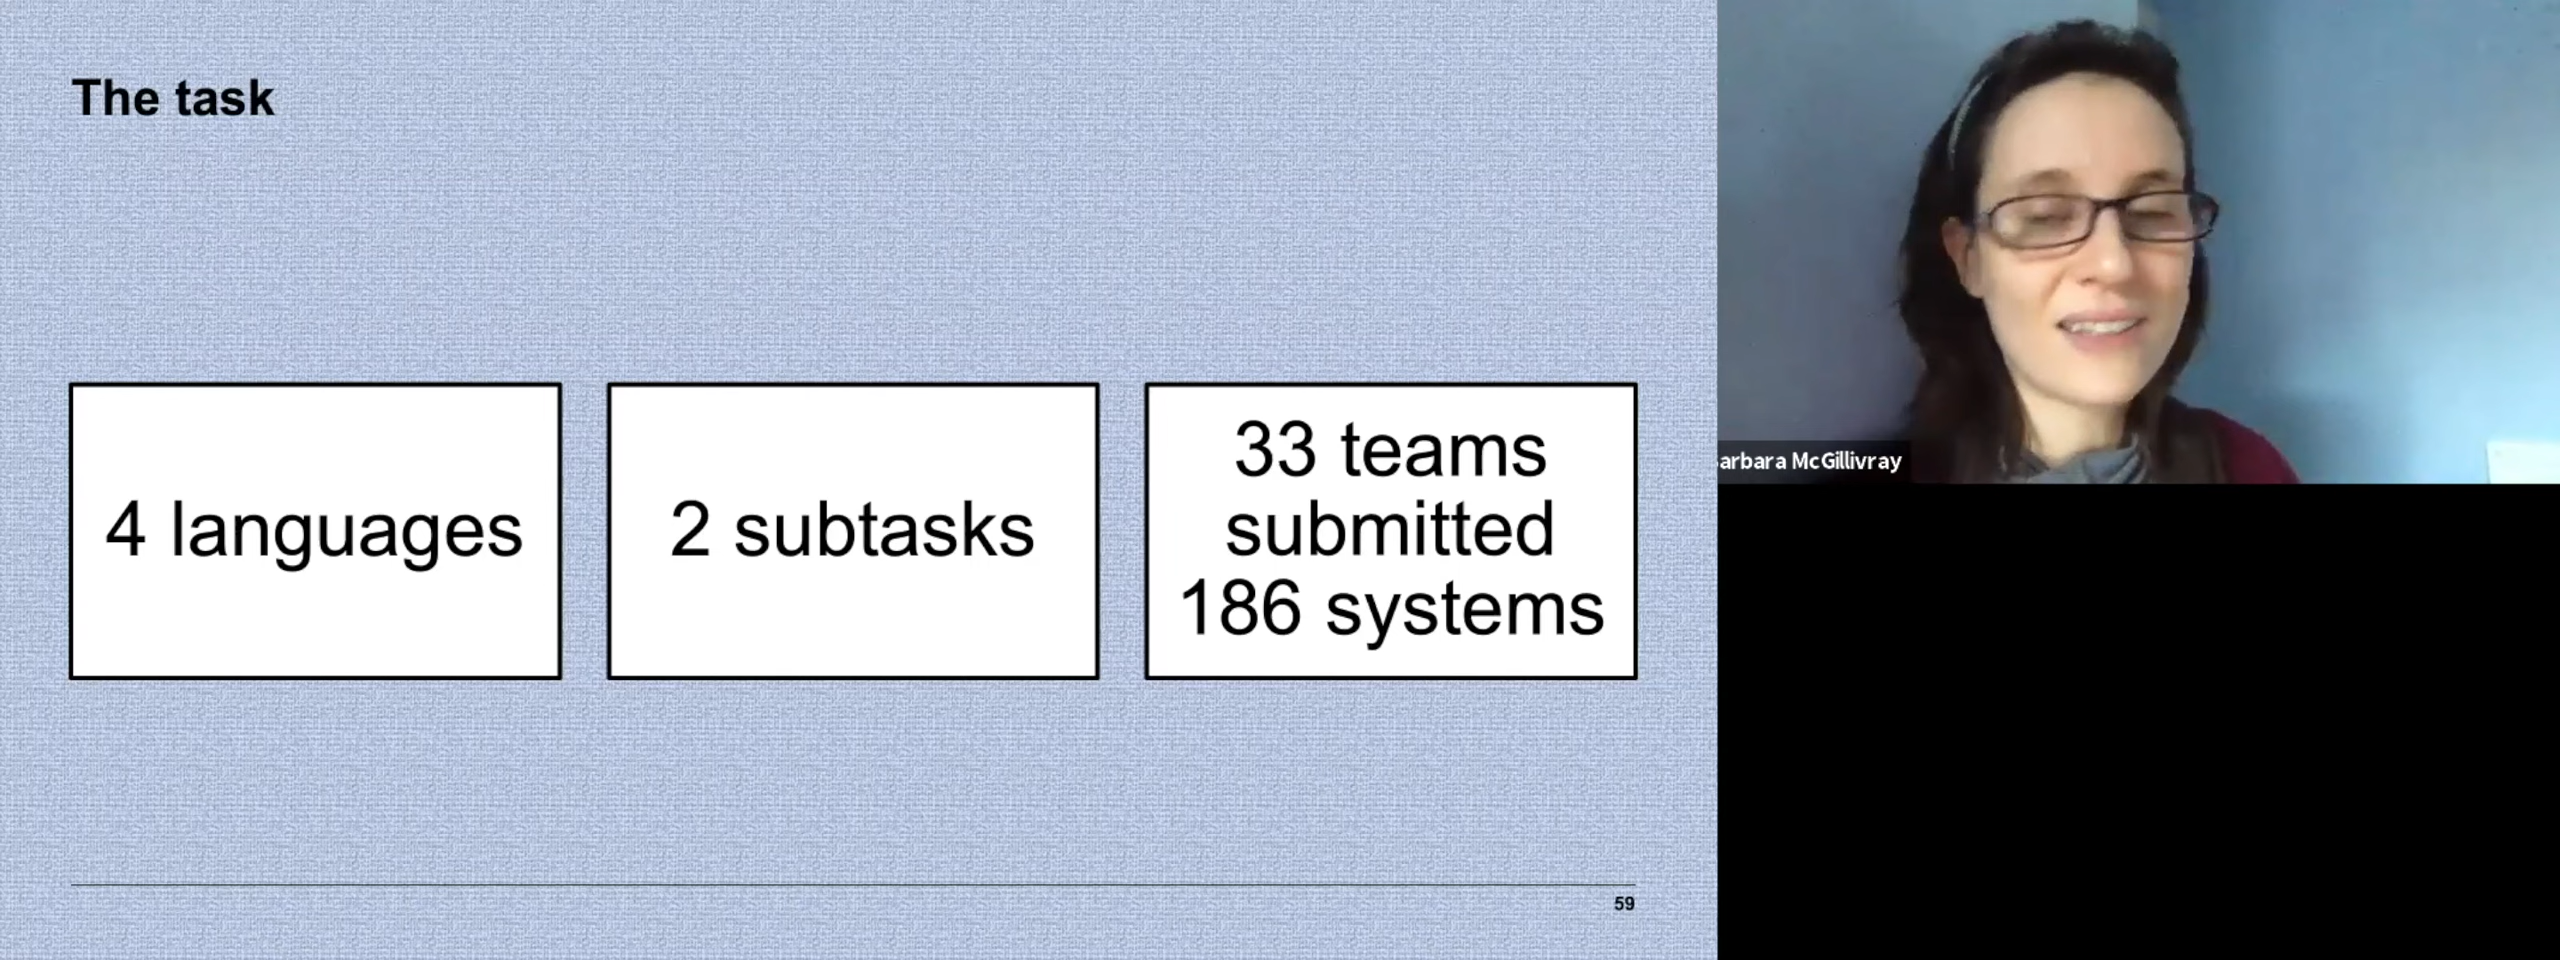 The task
4 languages
2 subtasks
33 teams
submitted
186 systems
59
arbara McGillivray